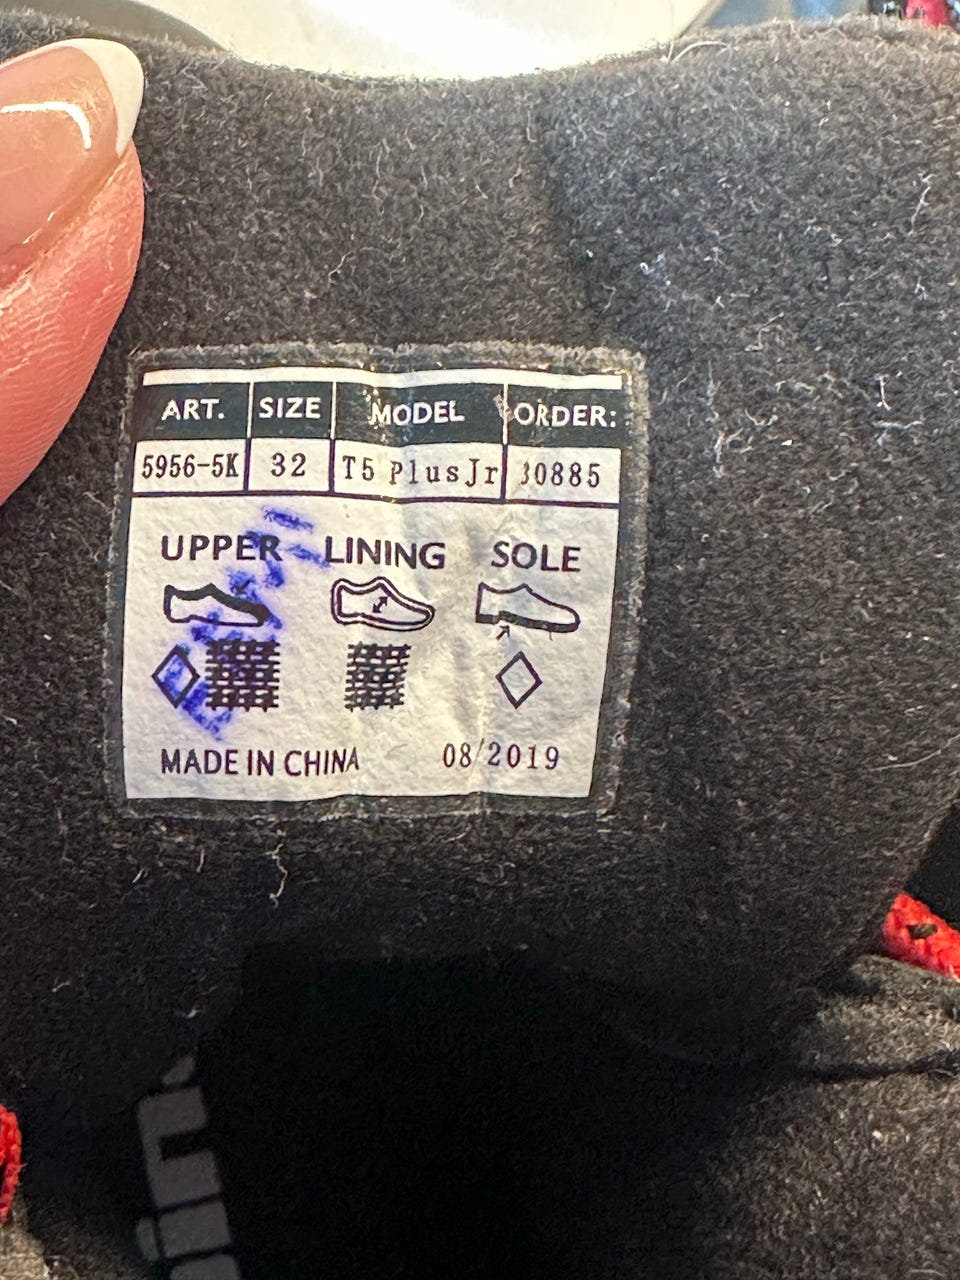 ART. SIZE MODEL ORDER:
5956-5K 32 T5 PlusJr 30885
UPPER LINING SOLE
MADE IN CHINA 08/2019